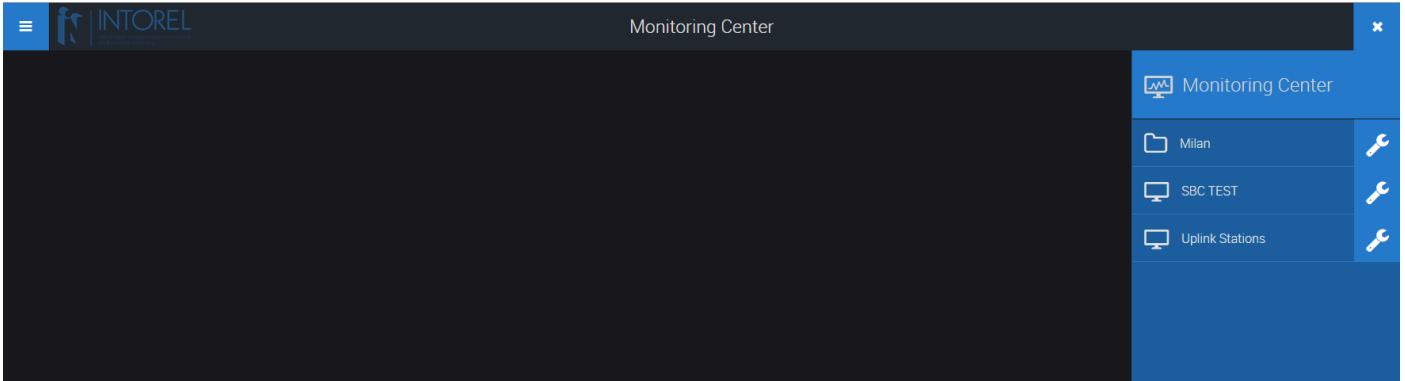 INTOREL
Monitoring Center
Monitoring Center
Milan
SBC TEST
Uplink Stations